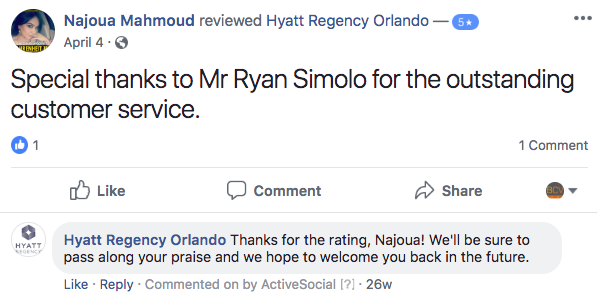 Najoua Mahmoud reviewed Hyatt Regency Orlando — 5★
April 4 ·
Special thanks to Mr Ryan Simolo for the outstanding
customer service.
1
1 Comment
Like
Comment
Share
HYATT
REGENCY
Hyatt Regency Orlando Thanks for the rating, Najoua! We'll be sure to
pass along your praise and we hope to welcome you back in the future.
Like · Reply · Commented on by ActiveSocial [?] · 26w